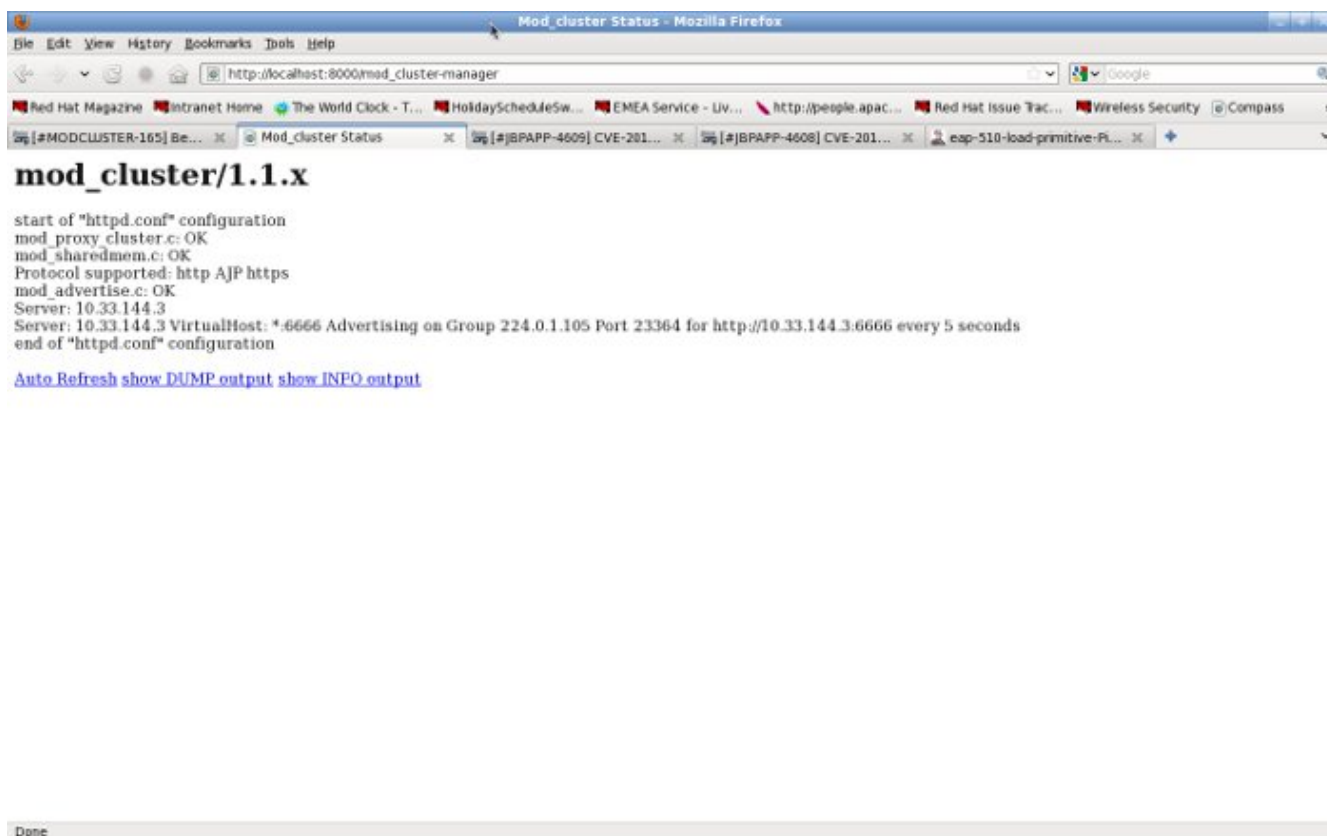 Mod_cluster Status - Mozilla Firefox
File Edit View History Bookmarks Tools Help
http://localhost:8000/mod_cluster-manager
Google
Red Hat Magazine Intranet Home The World Clock - T... HolidayScheduleSw... EMEA Service - Liv... http://people.apac... Red Hat Issue Trac... Wireless Security Compass
[#MODCLUSTER-165] Be... Mod_cluster Status [#JBPAPP-4609] CVE-201... [#JBPAPP-4608] CVE-201... eap-510-load-primitive-Pi...
mod_cluster/1.1.x
start of "httpd.conf" configuration
mod_proxy_cluster.c: OK
mod_sharedmem.c: OK
Protocol supported: http AJP https
mod_advertise.c: OK
Server: 10.33.144.3
Server: 10.33.144.3 VirtualHost: *:6666 Advertising on Group 224.0.1.105 Port 23364 for http://10.33.144.3:6666 every 5 seconds
end of "httpd.conf" configuration
Auto Refresh show DUMP output show INFO output
Done